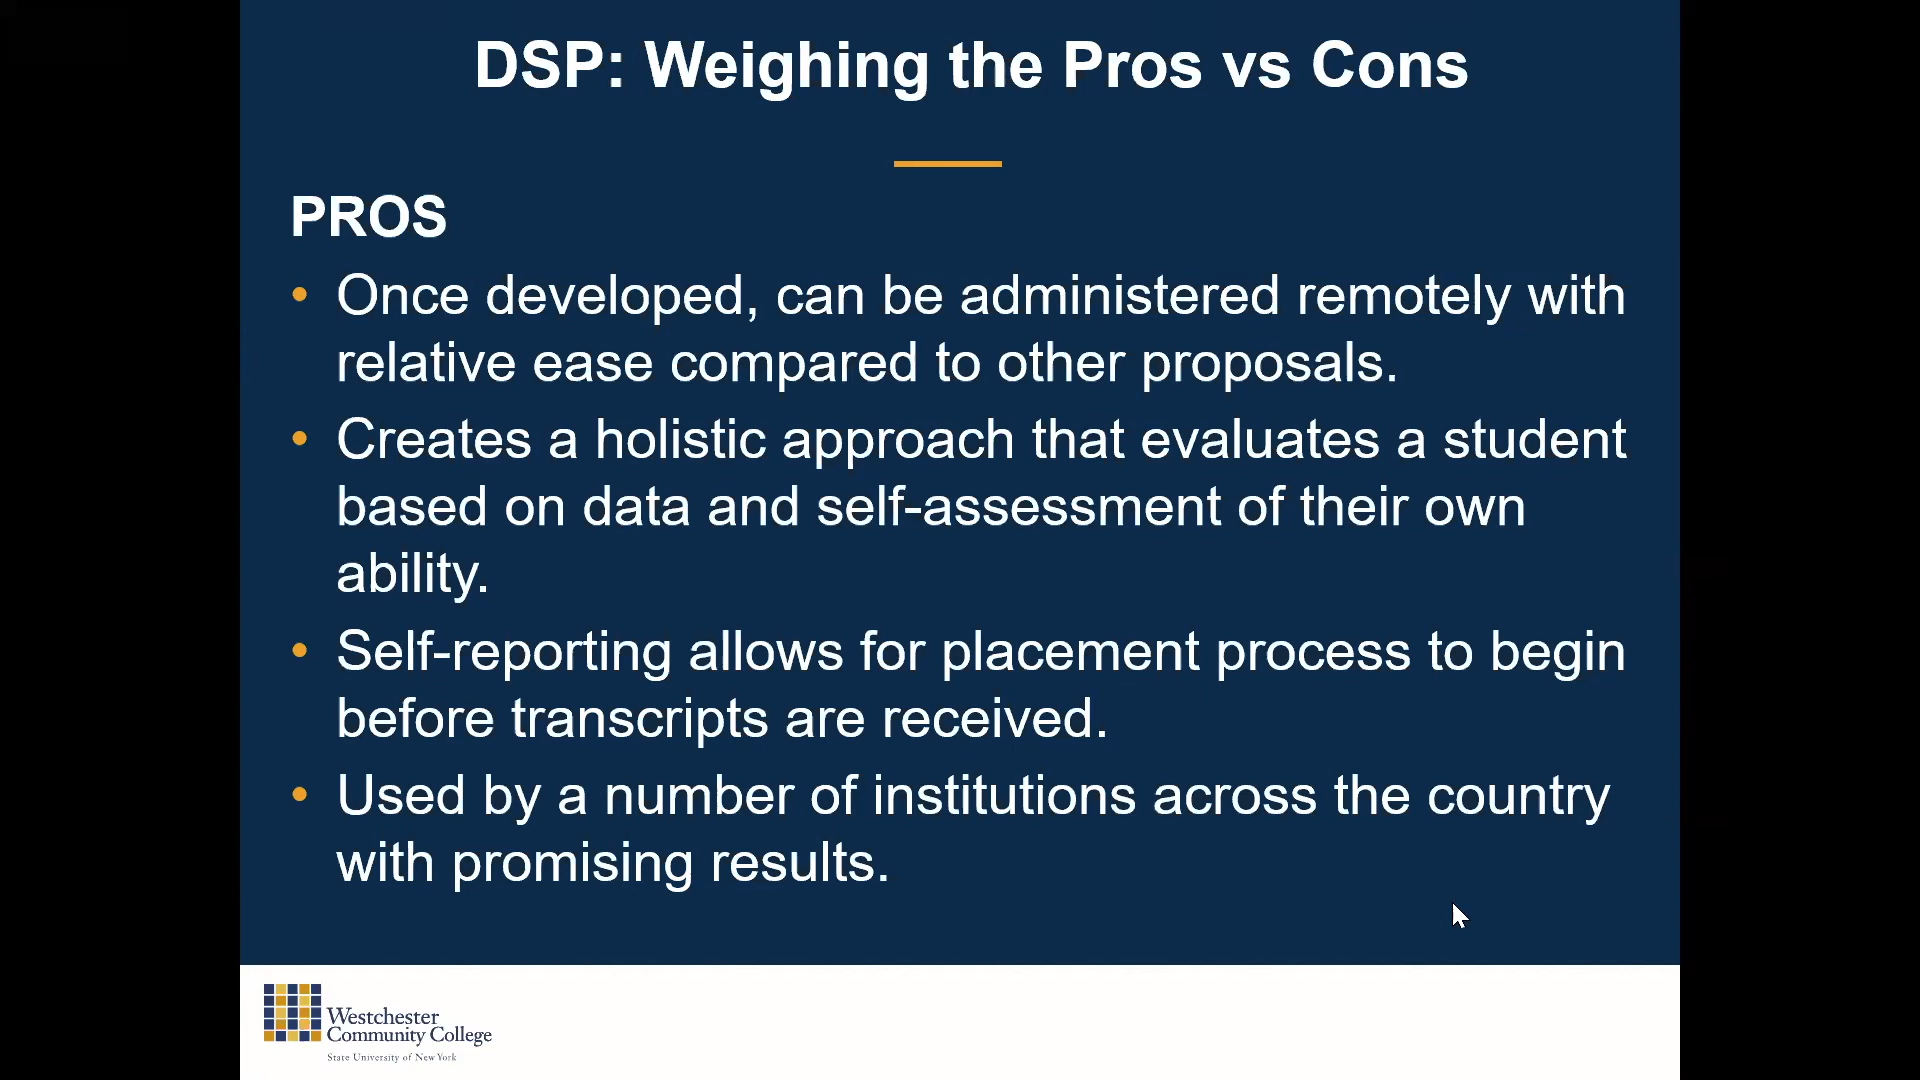 DSP: Weighing the Pros vs Cons
PROS
• Once developed, can be administered remotely with
relative ease compared to other proposals.
• Creates a holistic approach that evaluates a student
based on data and self-assessment of their own
ability.
• Self-reporting allows for placement process to begin
before transcripts are received.
• Used by a number of institutions across the country
with promising results.
Westchester
Community College
State University of New York